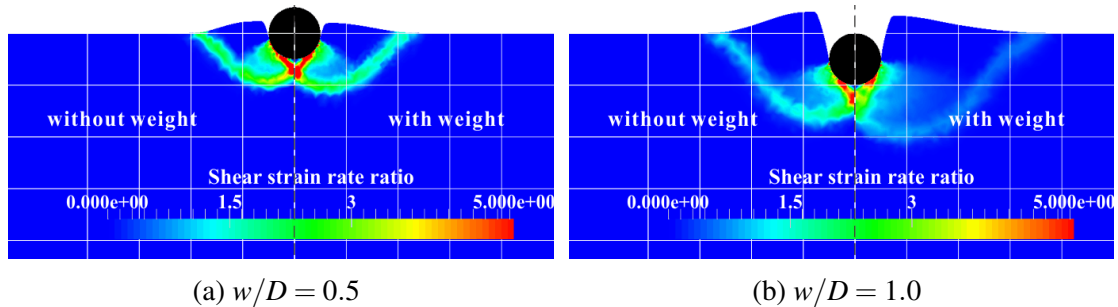 without weight
with weight
Shear strain rate ratio
0.000e+00 1.5 3 5.000e+00
(a) w/D = 0.5
without weight
with weight
Shear strain rate ratio
0.000e+00 1.5 3 5.000e+00
(b) w/D = 1.0